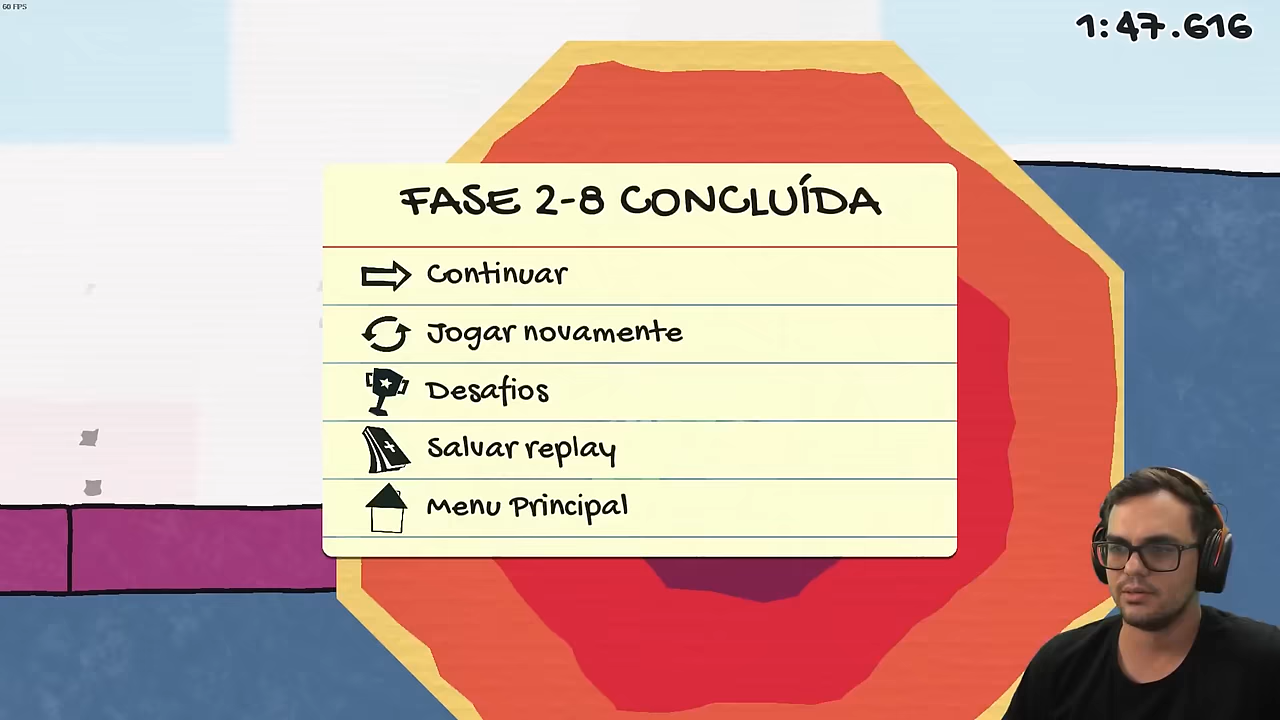 60 FPS
1:47.616
FASE 2-8 CONCLUÍDA
Continuar
Jogar novamente
Desafios
Salvar replay
Menu Principal